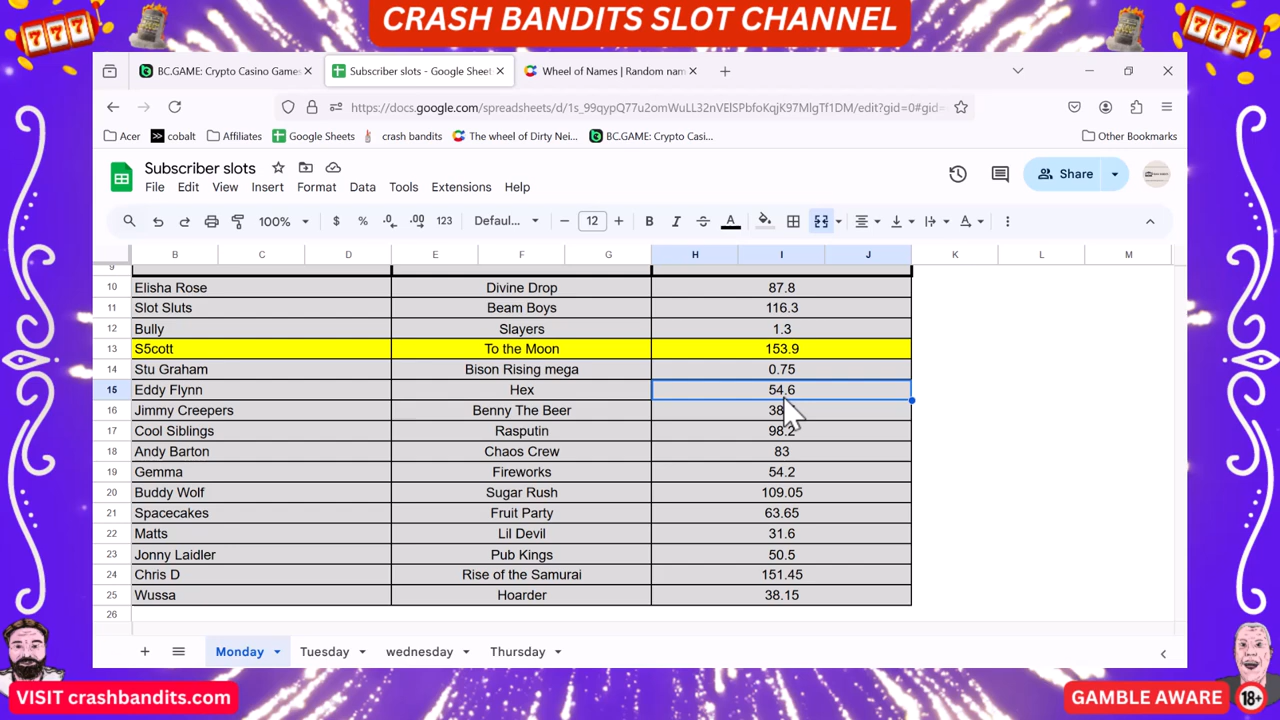 CRASH BANDITS SLOT CHANNEL
777
777
BC.GAME: Crypto Casino Games
Subscriber slots - Google Sheet
Wheel of Names | Random nam
https://docs.google.com/spreadsheets/d/
Acer
cobalt
Affiliates
Google Sheets
crash bandits
The wheel of Dirty Nei...
BC.GAME: Crypto Casi...
Other Bookmarks
Subscriber slots
File Edit View Insert Format Data Tools Extensions Help
Share
100% $ % .0 .00 123 Defaul... 12 B I A
B C D E F G H I J K L M
9
10 Elisha Rose Divine Drop 87.8
11 Slot Sluts Beam Boys 116.3
12 Bully Slayers 1.3
13 S5cott To the Moon 153.9
14 Stu Graham Bison Rising mega 0.75
15 Eddy Flynn Hex 54.6
16 Jimmy Creepers Benny The Beer
17 Cool Siblings Rasputin 98.2
18 Andy Barton Chaos Crew 83
19 Gemma Fireworks 54.2
20 Buddy Wolf Sugar Rush 109.05
21 Spacecakes Fruit Party 63.65
22 Matts Lil Devil 31.6
23 Jonny Laidler Pub Kings 50.5
24 Chris D Rise of the Samurai 151.45
25 Wussa Hoarder 38.15
26
Monday Tuesday wednesday Thursday
VISIT crashbandits.com
GAMBLE AWARE 18+